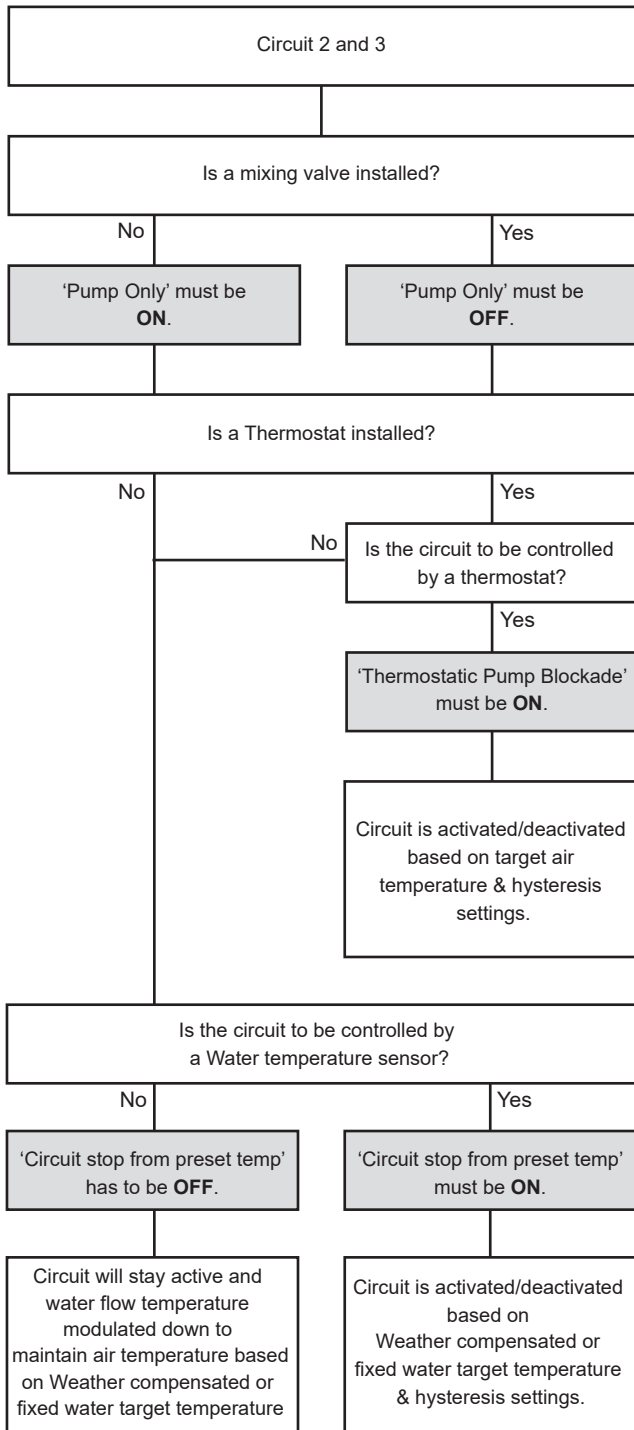 Circuit 2 and 3
Is a mixing valve installed?
No
Yes
‘Pump Only’ must be
ON.
‘Pump Only’ must be
OFF.
Is a Thermostat installed?
No
Yes
No
Is the circuit to be controlled
by a thermostat?
Yes
‘Thermostatic Pump Blockade’
must be ON.
Circuit is activated/deactivated
based on target air
temperature & hysteresis
settings.
Is the circuit to be controlled by
a Water temperature sensor?
No
Yes
‘Circuit stop from preset temp’
has to be OFF.
‘Circuit stop from preset temp’
must be ON.
Circuit will stay active and
water flow temperature
modulated down to
maintain air temperature based
on Weather compensated or
fixed water target temperature
Circuit is activated/deactivated
based on
Weather compensated or
fixed water target temperature
& hysteresis settings.